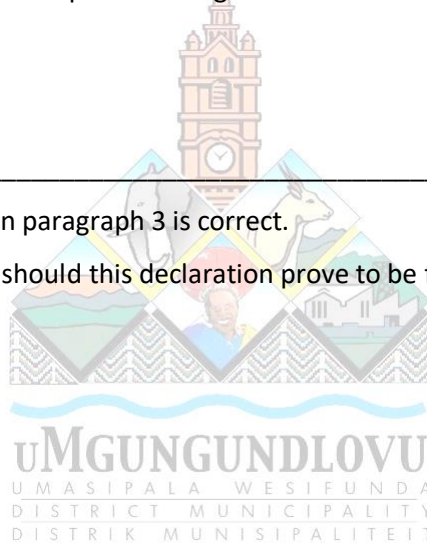 n paragraph 3 is correct.
should this declaration prove to be
uMGUNGUNDLOVU
UMASIPALA WESIFUNDA
DISTRICT MUNICIPALITY
DISTRIK MUNISIPALITEIT